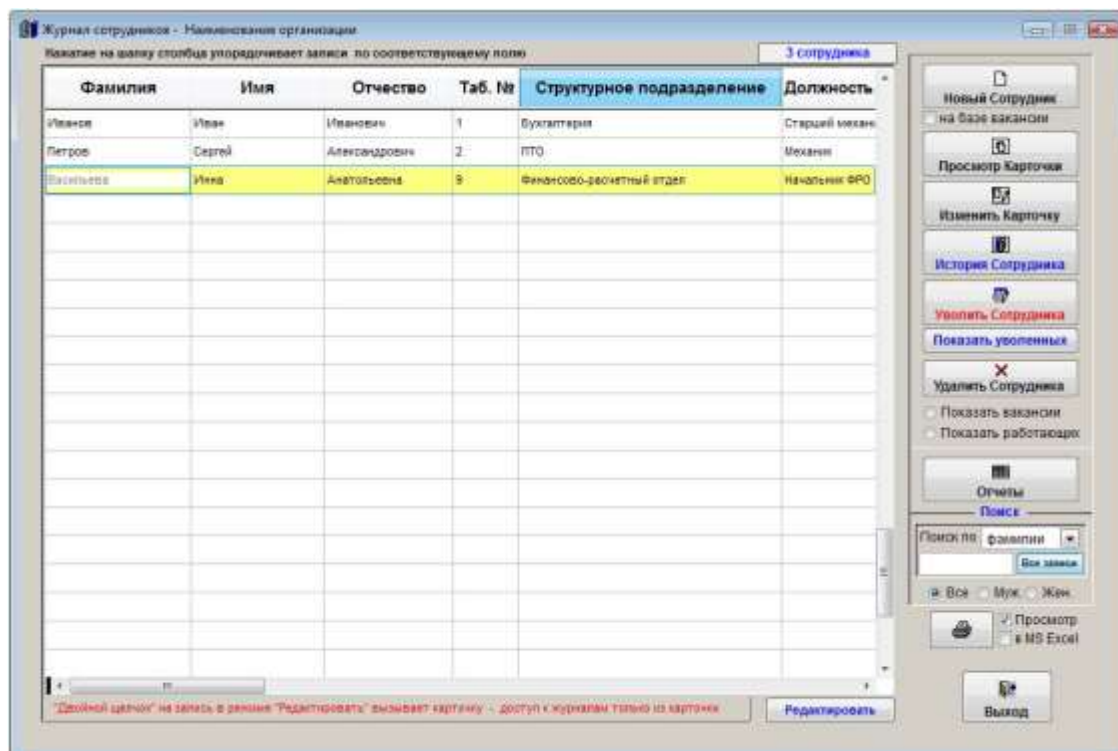 Журнал сотрудников - Наименование организации
Нажатие на шапку столбца упорядочивает записи по соответствующему полю
3 сотрудника
Фамилия Имя Отчество Таб. № Структурное подразделение Должность
Иванов Иван Иванович 1 Бухгалтерия Старший механ
Петров Сергей Александрович 2 ПТО Механик
Васильева Инна Анатольевна 9 Финансово-расчетный отдел Начальник ФРО
"Двойной щелчок" на запись в режиме "Редактировать" вызывает карточку - доступ к журналам только из карточки
Редактировать
Новый Сотрудник
на базе вакансии
Просмотр Карточки
Изменить Карточку
История Сотрудника
Уволить Сотрудника
Показать уволенных
Удалить Сотрудника
Показать вакансии
Показать работающих
Отчеты
Поиск
Поиск по фамилии
Все записи
Все Муж. Жен.
Просмотр
в MS Excel
Выход